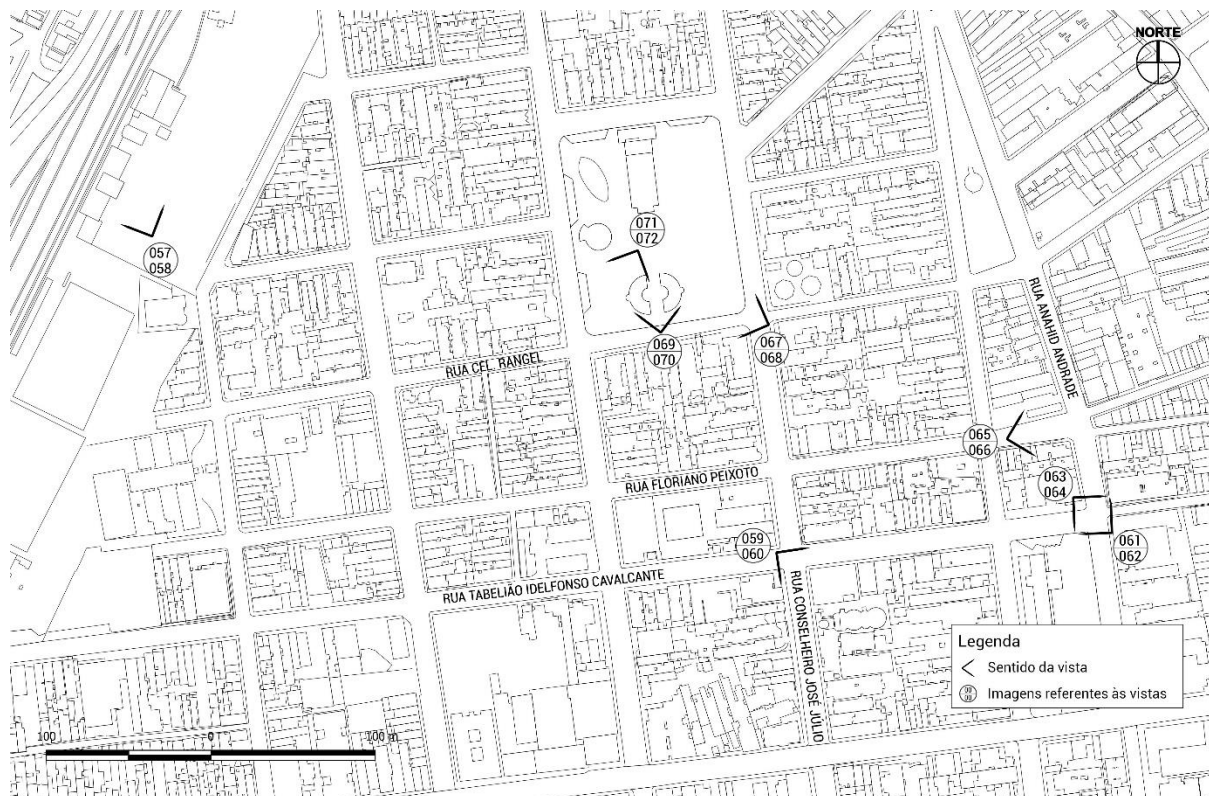 NORTE
071
072
057
058
RUA ANAHID ANDRADE
069
070
067
068
RUA CEL. RANGEL
065
066
RUA FLORIANO PEIXOTO
063
064
059
060
061
062
RUA TABELIÃO IDELFONSO CAVALCANTE
RUA CONSELHEIRO JOSÉ JÚLIO
Legenda
Sentido da vista
Imagens referentes às vistas
100 0 100 m